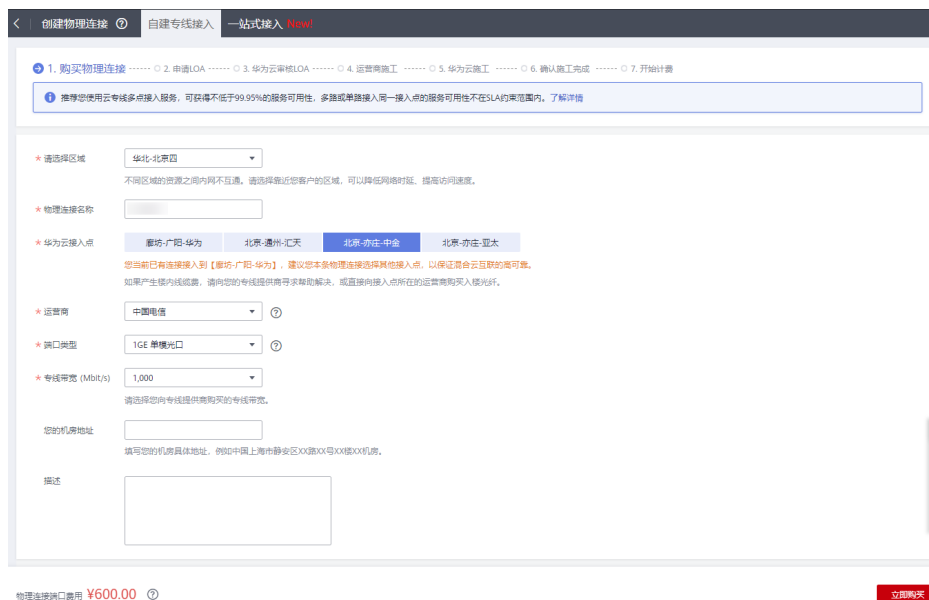 创建物理连接 自建专线接入 一站式接入 New!
1. 购买物理连接 2. 申请LOA 3. 华为云审核LOA 4. 运营商施工 5. 华为云施工 6. 确认施工完成 7. 开始计费
推荐您使用云专线多点接入服务，可获得不低于99.95%的服务可用性，多路或单路接入同一接入点的服务可用性不在SLA约束范围内。了解详情
* 请选择区域 华北-北京四
不同区域的资源之间内网不互通。请选择靠近您客户的区域，可以降低网络时延、提高访问速度。
* 物理连接名称
* 华为云接入点 廊坊-广阳-华为 北京-通州-汇天 北京-亦庄-中金 北京-亦庄-亚太
您当前已有连接接入到【廊坊-广阳-华为】，建议您本条物理连接选择其他接入点，以保证混合云互联的高可靠。
如果产生楼内线缆费，请向您的专线提供商寻求帮助解决，或直接向接入点所在的运营商购买入楼光纤。
* 运营商 中国电信
* 端口类型 1GE 单模光口
* 专线带宽 (Mbit/s) 1,000
请选择您向专线提供商购买的专线带宽。
您的机房地址
填写您的机房具体地址，例如中国上海市静安区XX路XX号XX楼XX机房。
描述
物理连接端口费用 ¥600.00 立即购买